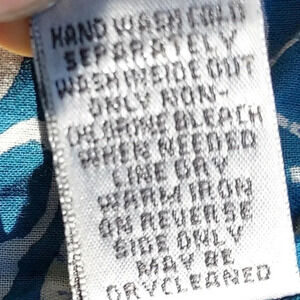 HAND WASH COLD
SEPARATELY
WASH INSIDE OUT
ONLY NON-
CHLORINE BLEACH
WHEN NEEDED
LINE DRY
WARM IRON
ON REVERSE
SIDE ONLY
MAY BE
DRYCLEANED